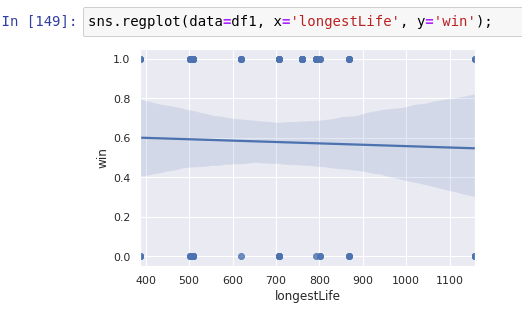 In [149]: sns.regplot(data=df1, x='longestLife', y='win');
1.0
0.8
0.6
0.4
0.2
0.0
win
400 500 600 700 800 900 1000 1100
longestLife